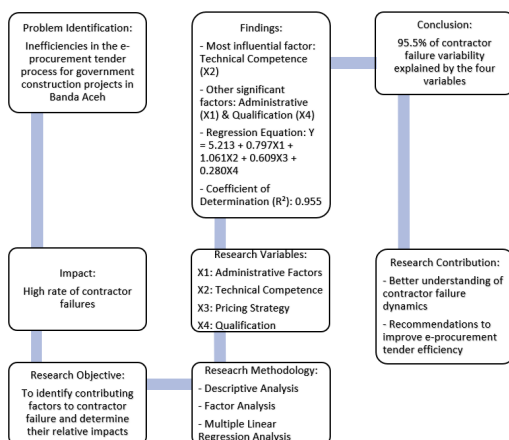 Problem Identification:
Inefficiencies in the e-
procurement tender
process for government
construction projects in
Banda Aceh
Impact:
High rate of contractor
failures
Research Objective:
To identify contributing
factors to contractor
failure and determine
their relative impacts
Researh Methodology:
- Descriptive Analysis
- Factor Analysis
- Multiple Linear
Regression Analysis
Research Variables:
X1: Administrative Factors
X2: Technical Competence
X3: Pricing Strategy
X4: Qualification
Findings:
- Most influential factor:
Technical Competence
(X2)
- Other significant
factors: Administrative
(X1) & Qualification (X4)
- Regression Equation: Y
= 5.213 + 0.797X1 +
1.061X2 + 0.609X3 +
0.280X4
- Coefficient of
Determination (R²): 0.955
Conclusion:
95.5% of contractor
failure variability
explained by the four
variables
Research Contribution:
- Better understanding of
contractor failure
dynamics
- Recommendations to
improve e-procurement
tender efficiency